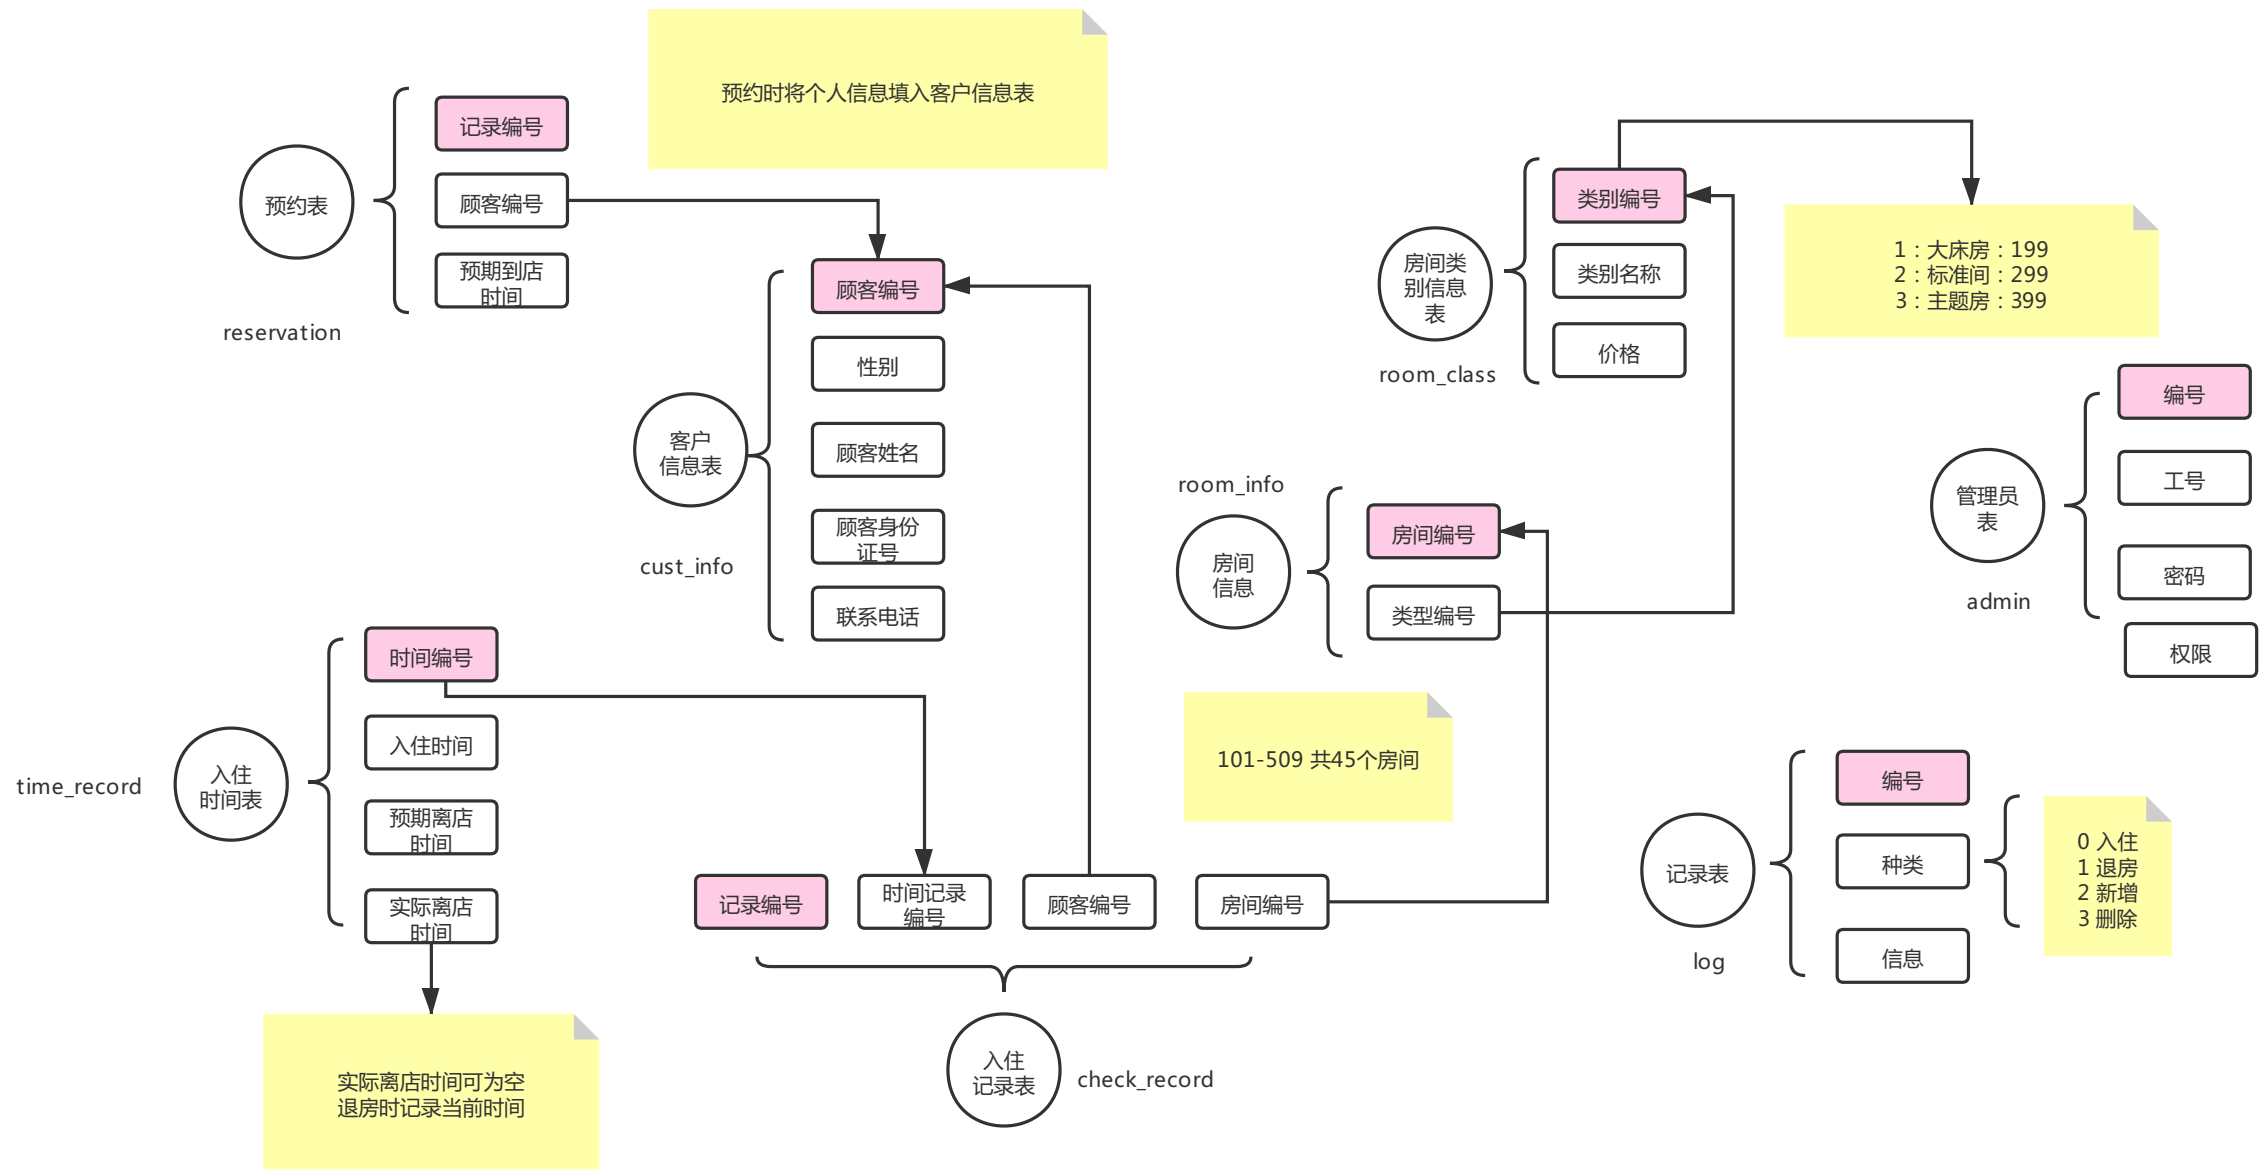 预约时将个人信息填入客户信息表
预约表
reservation
记录编号
顾客编号
预期到店
时间
客户
信息表
cust_info
顾客编号
性别
顾客姓名
顾客身份
证号
联系电话
房间类
别信息
表
room_class
类别编号
类别名称
价格
1：大床房：199
2：标准间：299
3：主题房：399
管理员
表
admin
编号
工号
密码
权限
room_info
房间
信息
房间编号
类型编号
101-509 共45个房间
time_record
入住
时间表
时间编号
入住时间
预期离店
时间
实际离店
时间
实际离店时间可为空
退房时记录当前时间
记录编号
时间记录
编号
顾客编号
房间编号
入住
记录表
check_record
记录表
log
编号
种类
信息
0 入住
1 退房
2 新增
3 删除